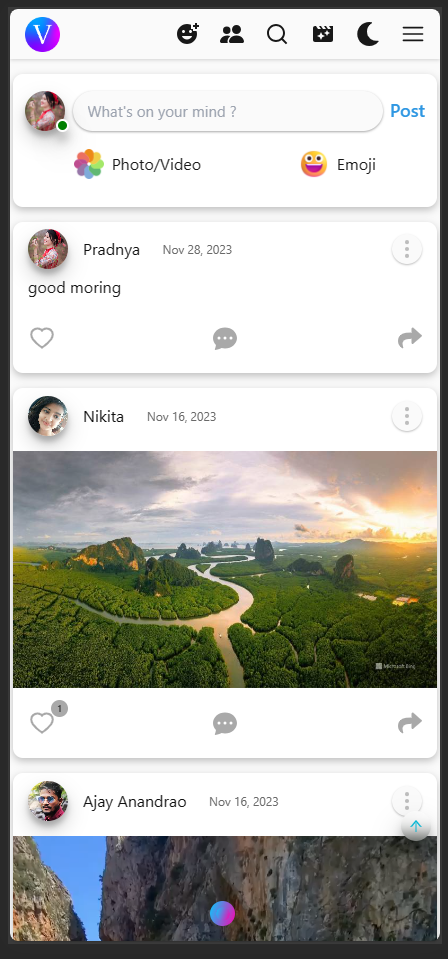 V
What's on your mind ?
Post
Photo/Video
Emoji
Pradnya Nov 28, 2023
good moring
Nikita Nov 16, 2023
Microsoft Bing
1
Ajay Anandrao Nov 16, 2023